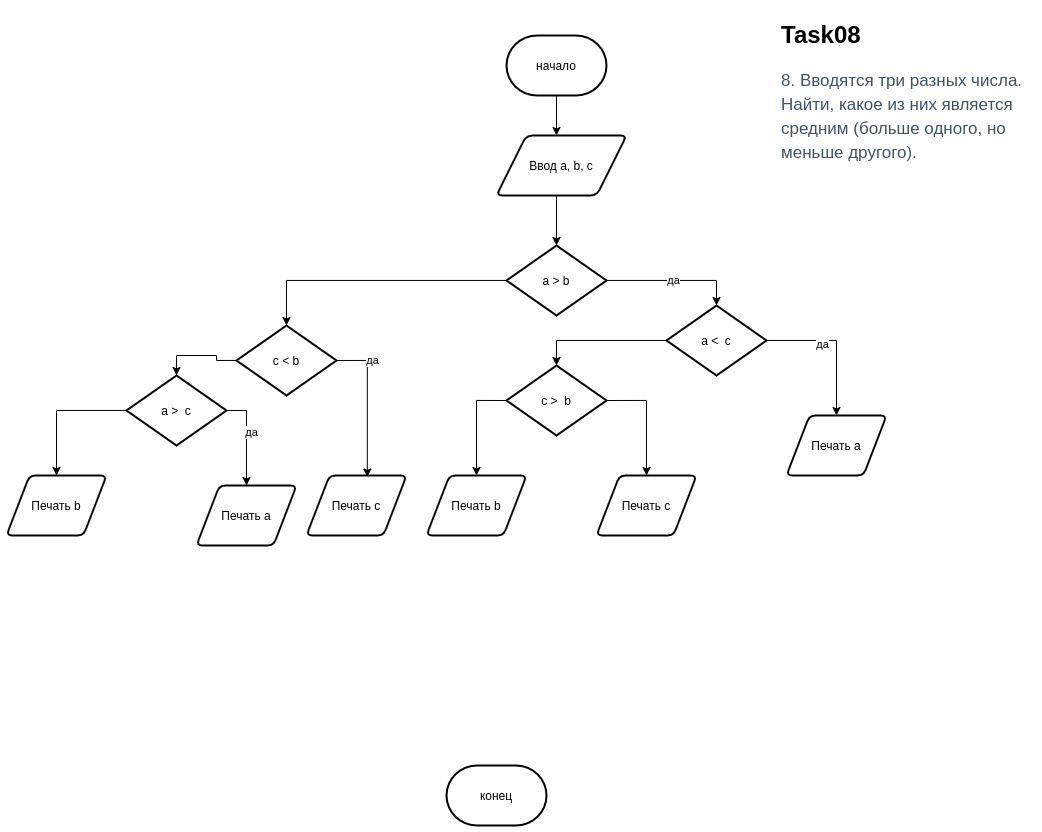 Task08
8. Вводятся три разных числа.
Найти, какое из них является
средним (больше одного, но
меньше другого).
начало
Ввод a, b, c
a > b
да
a < c
да
c < b
да
c > b
a > c
да
Печать a
Печать b
Печать a
Печать c
Печать b
Печать c
конец